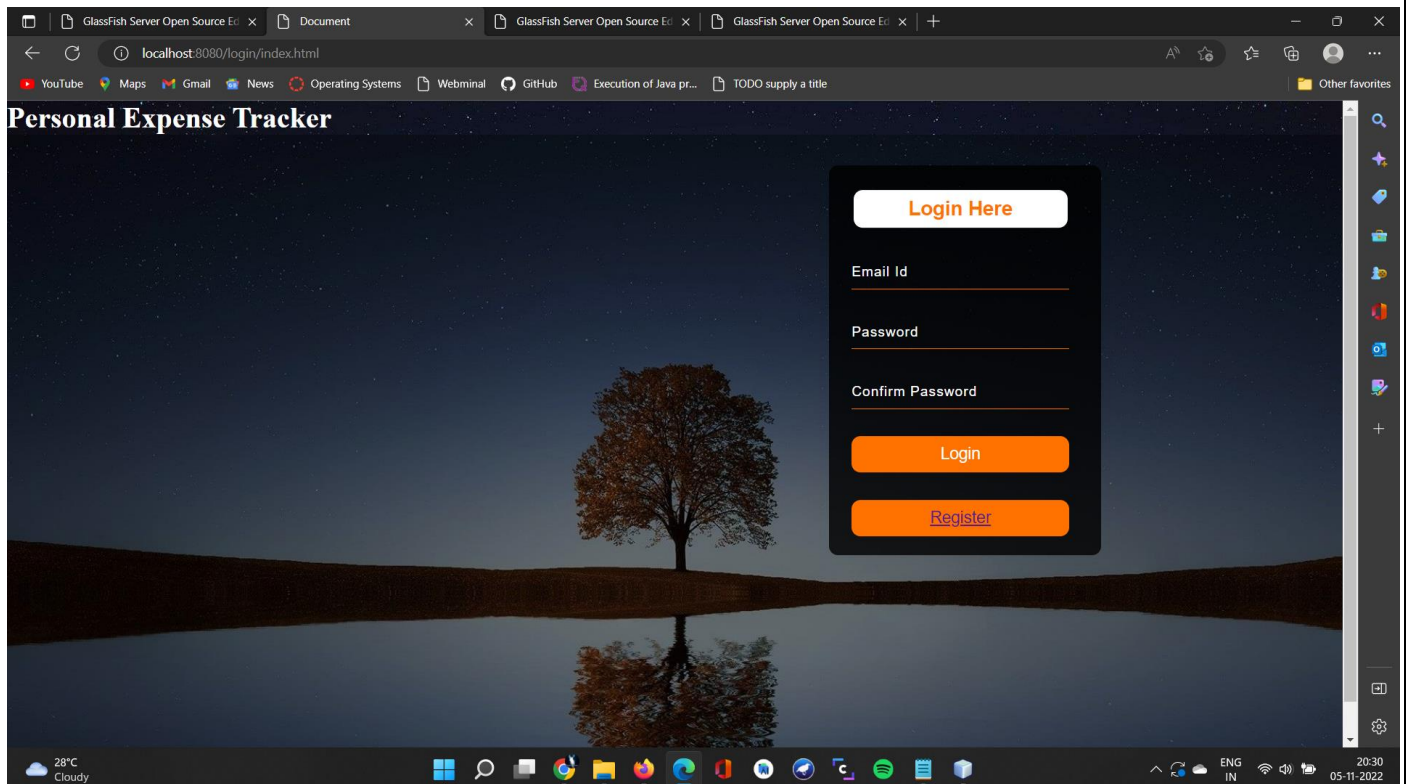 GlassFish Server Open Source Ed
Document
GlassFish Server Open Source Ed
GlassFish Server Open Source Ed
localhost:8080/login/index.html
YouTube
Maps
Gmail
News
Operating Systems
Webminal
GitHub
Execution of Java pr...
TODO supply a title
Other favorites
Personal Expense Tracker
Login Here
Email Id
Password
Confirm Password
Login
Register
28°C
Cloudy
ENG
IN
20:30
05-11-2022